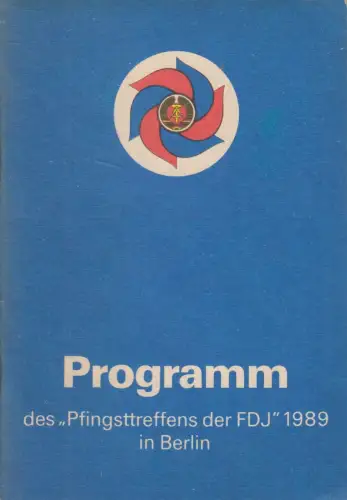 Programm
des „Pfingsttreffens der FDJ“ 1989
in Berlin